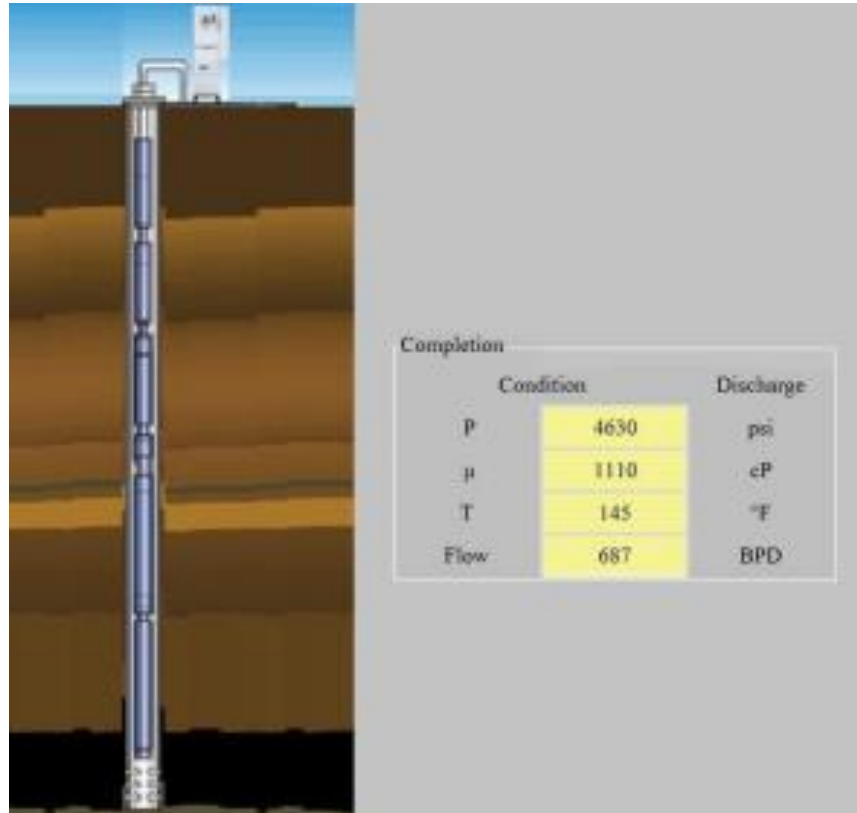 Completion
Condition Discharge
P 4630 psi
μ 1110 cP
T 145 °F
Flow 687 BPD